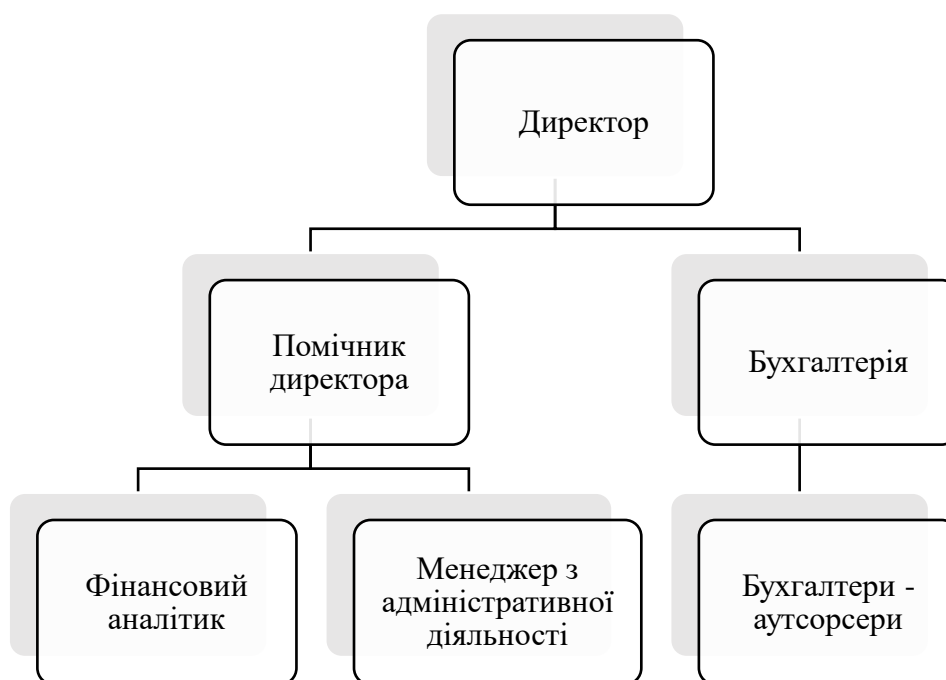 Директор
Помічник
директора
Бухгалтерія
Фінансовий
аналітик
Менеджер з
адміністративної
діяльності
Бухгалтери -
аутсорсери